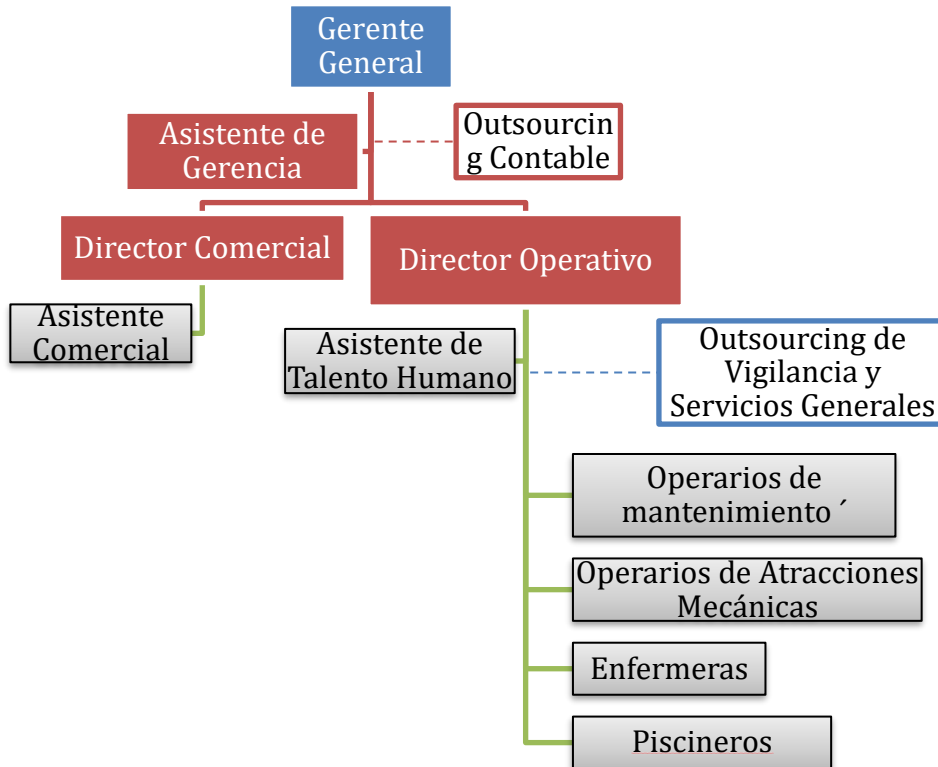 Gerente
General
Asistente de
Gerencia
Outsourcin
g Contable
Director Comercial
Director Operativo
Asistente
Comercial
Asistente de
Talento Humano
Outsourcing de
Vigilancia y
Servicios Generales
Operarios de
mantenimiento ´
Operarios de Atracciones
Mecánicas
Enfermeras
Piscineros